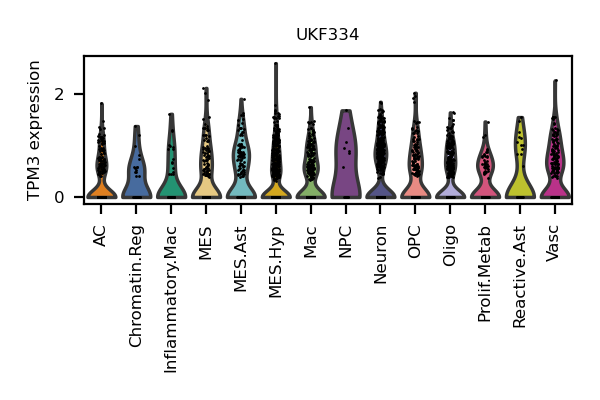 UKF334
TPM3 expression
2
0
AC
Chromatin.Reg
Inflammatory.Mac
MES
MES.Ast
MES.Hyp
Mac
NPC
Neuron
OPC
Oligo
Prolif.Metab
Reactive.Ast
Vasc